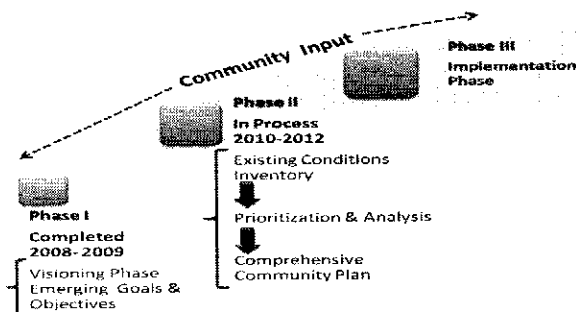 Community Input
Phase III
Implementation
Phase
Phase II
In Process
2010-2012
Existing Conditions
Inventory
Prioritization & Analysis
Comprehensive
Community Plan
Phase I
Completed
2008-2009
Visioning Phase
Emerging Goals &
Objectives